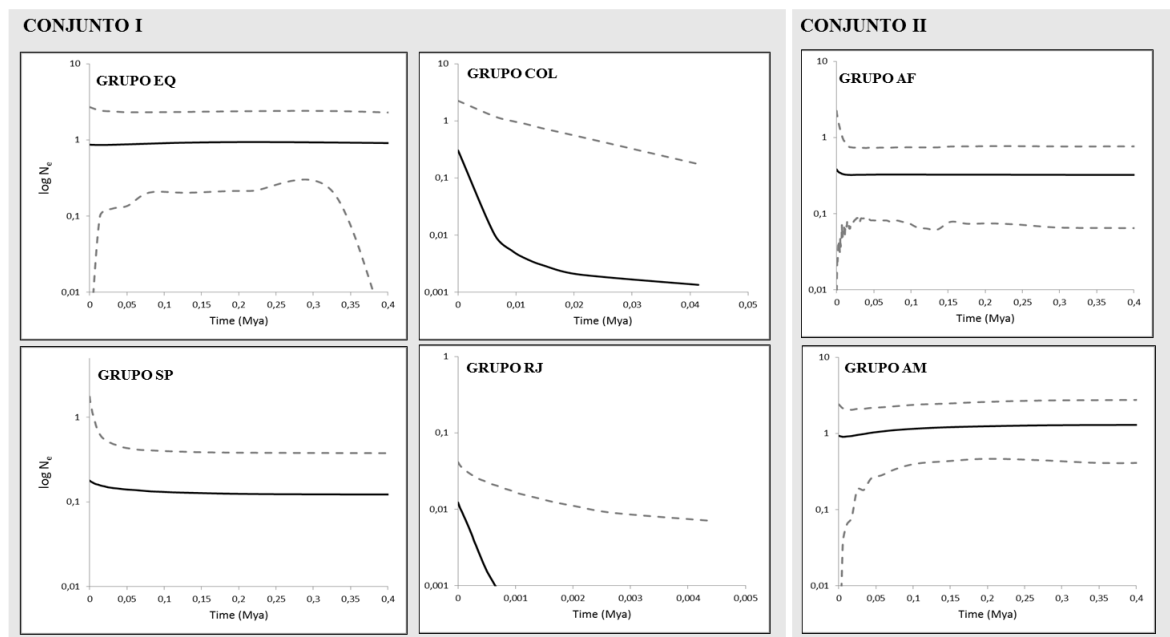 CONJUNTO I
GRUPO EQ
10
1
0,1
0,01
log Ne
0 0,05 0,1 0,15 0,2 0,25 0,3 0,35 0,4
Time (Mya)
GRUPO COL
10
1
0,1
0,01
0,001
0 0,01 0,02 0,03 0,04 0,05
Time (Mya)
GRUPO SP
1
0,1
0,01
log Ne
0 0,05 0,1 0,15 0,2 0,25 0,3 0,35 0,4
Time (Mya)
GRUPO RJ
1
0,1
0,01
0,001
0 0,001 0,002 0,003 0,004 0,005
Time (Mya)
CONJUNTO II
GRUPO AF
10
1
0,1
0,01
0 0,05 0,1 0,15 0,2 0,25 0,3 0,35 0,4
Time (Mya)
GRUPO AM
10
1
0,1
0,01
0 0,05 0,1 0,15 0,2 0,25 0,3 0,35 0,4
Time (Mya)